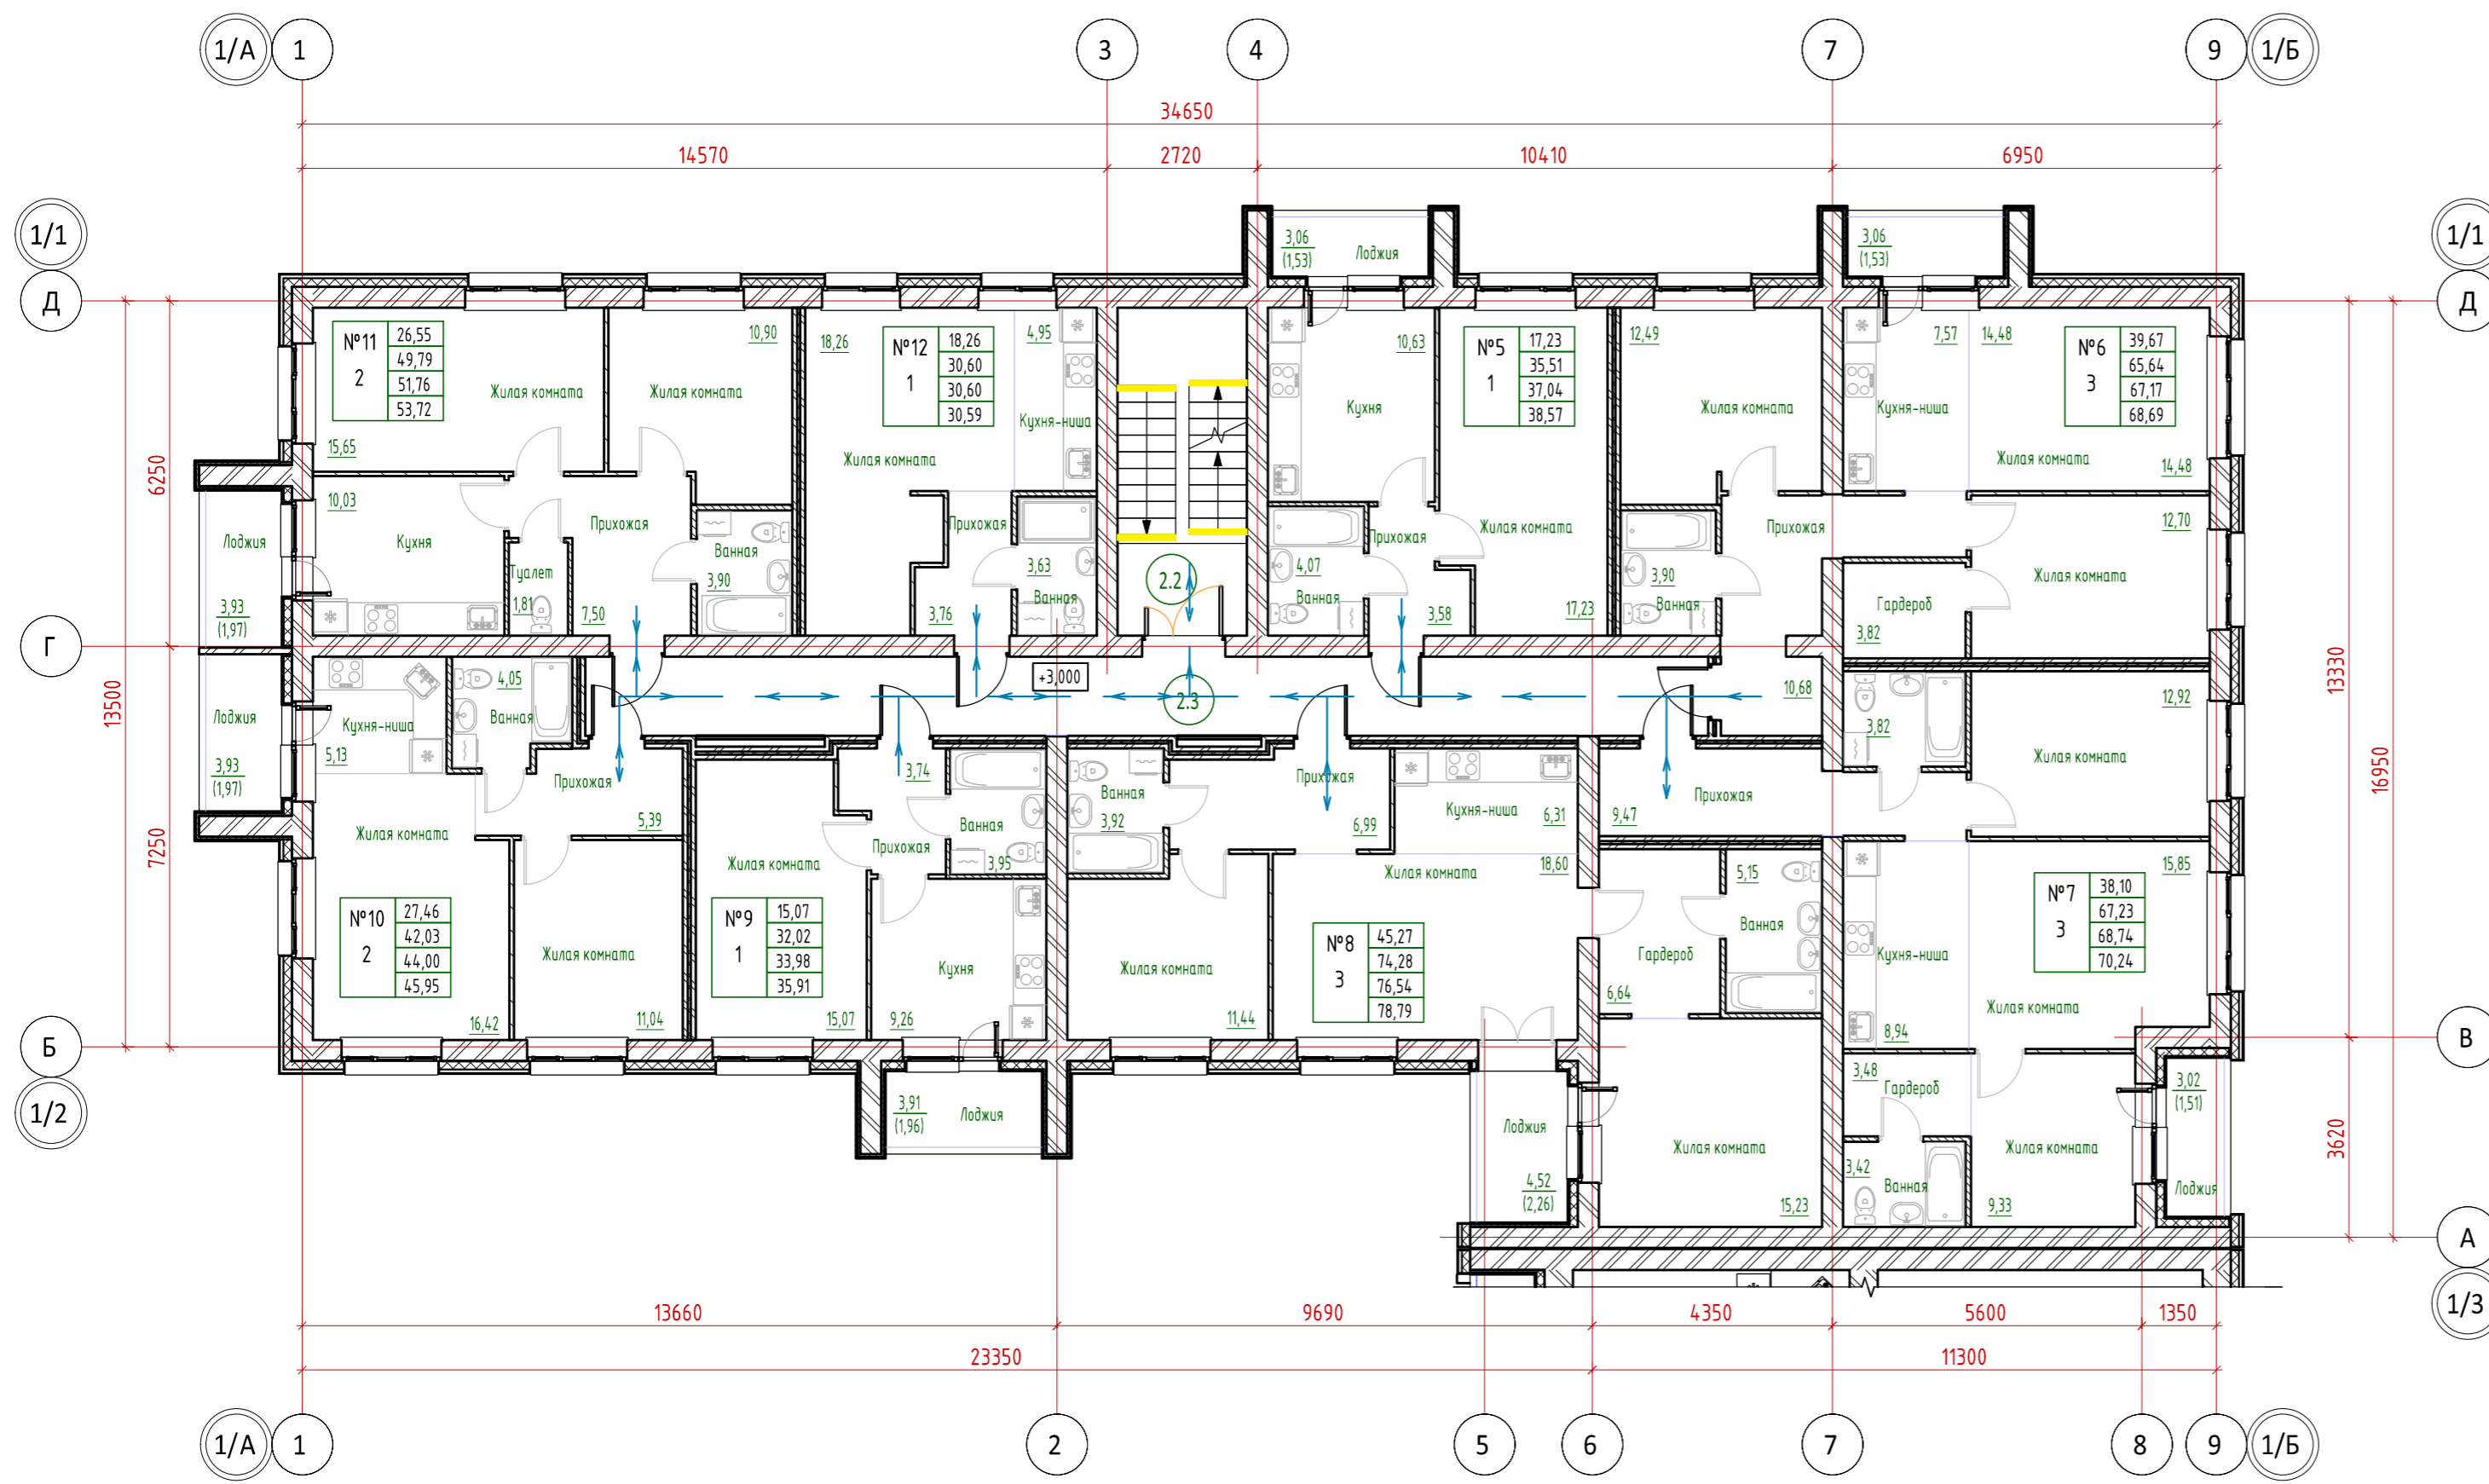 1/А 1 3 4 7 9 1/Б
34650
14570 2720 10410 6950
1/1 1/1
Д Д
3,06
(1,53)
Лоджия
3,06
(1,53)
№11
2
26,55
49,79
51,76
53,72
Жилая комната
15,65
10,90
Жилая комната
18,26
№12
1
18,26
30,60
30,60
30,59
4,95
Кухня-ниша
Жилая комната
10,63
Кухня
№5
1
17,23
35,51
37,04
38,57
Жилая комната
17,23
12,49
Жилая комната
7,57
Кухня-ниша
14,48
№6
3
39,67
65,64
67,17
68,69
Жилая комната
14,48
6250
10,03
Кухня
Лоджия
3,93
(1,97)
Туалет
1,81
Прихожая
7,50
Ванная
3,90
Прихожая
3,76
3,63
Ванная
2.2
4,07
Ванная
Прихожая
3,58
3,90
Ванная
Прихожая
12,70
Жилая комната
Гардероб
3,82
Г
13500
+3,000
2.3
10,68
13330
16950
Лоджия
3,93
(1,97)
Кухня-ниша
5,13
4,05
Ванная
Прихожая
5,39
Жилая комната
3,74
Прихожая
Ванная
3,95
Жилая комната
Ванная
3,92
Прихожая
6,99
Кухня-ниша
6,31
18,60
Жилая комната
9,47
Прихожая
3,82
12,92
Жилая комната
7250
№10
2
27,46
42,03
44,00
45,95
16,42
Жилая комната
11,04
№9
1
15,07
32,02
33,98
35,91
15,07
Кухня
9,26
Жилая комната
11,44
№8
3
45,27
74,28
76,54
78,79
Гардероб
6,64
5,15
Ванная
15,85
№7
3
38,10
67,23
68,74
70,24
Кухня-ниша
8,94
Жилая комната
Б В
1/2
3,91
(1,96)
Лоджия
Лоджия
4,52
(2,26)
Жилая комната
15,23
3,48
Гардероб
3,42
Ванная
Жилая комната
9,33
3,02
(1,51)
Лоджия
3620
А
1/3
13660 9690 4350 5600 1350
23350 11300
1/А 1 2 5 6 7 8 9 1/Б